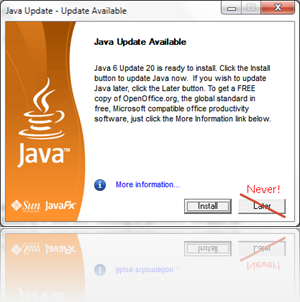 Java Update - Update Available
Java Update Available
Java 6 Update 20 is ready to install. Click the Install
button to update Java now. If you wish to update
Java later, click the Later button. To get a FREE
copy of OpenOffice.org, the global standard in
free, Microsoft compatible office productivity
software, just click the More Information link below.
Java™
More information...
Never!
Install
Later
Sun
JavaFX